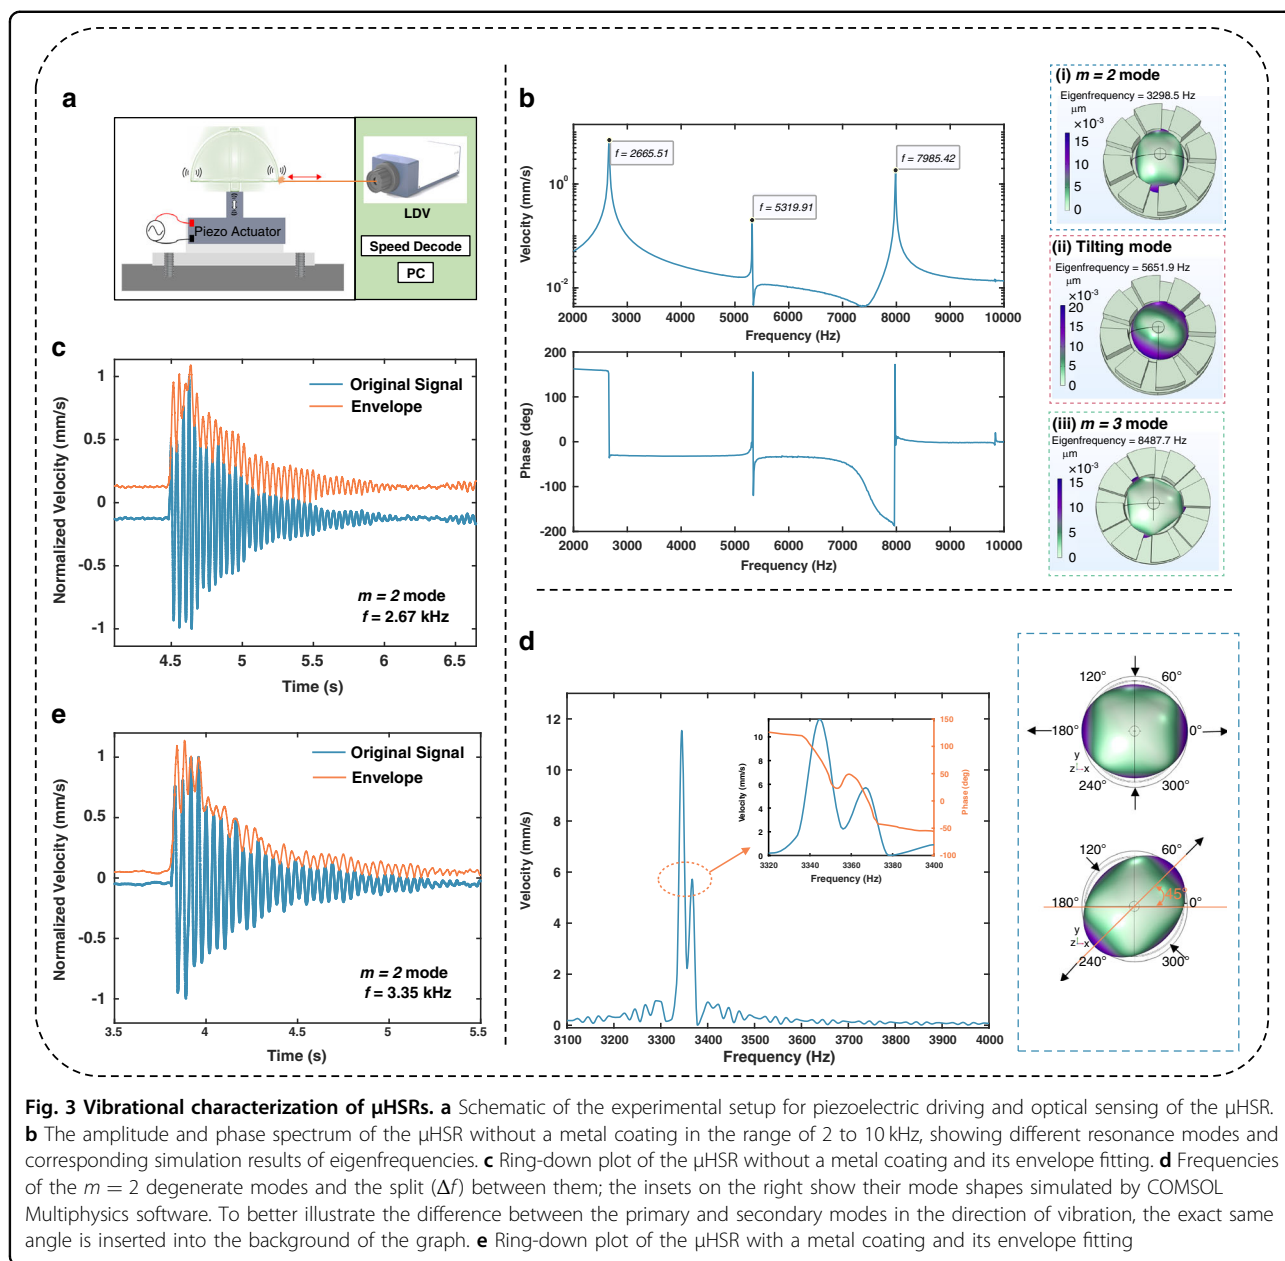 a
Piezo Actuator
LDV
Speed Decode
PC
b
f = 2665.51
f = 5319.91
f = 7985.42
Velocity (mm/s)
10⁰
10⁻²
2000 3000 4000 5000 6000 7000 8000 9000 10000
Frequency (Hz)
200
100
0
-100
-200
Phase (deg)
2000 3000 4000 5000 6000 7000 8000 9000 10000
Frequency (Hz)
(i) m = 2 mode
Eigenfrequency = 3298.5 Hz
μm
×10⁻³
15
10
5
0
(ii) Tilting mode
Eigenfrequency = 5651.9 Hz
μm
×10⁻³
20
15
10
5
0
(iii) m = 3 mode
Eigenfrequency = 8487.7 Hz
μm
×10⁻³
15
10
5
0
c
Original Signal
Envelope
Normalized Velocity (mm/s)
1
0.5
0
-0.5
-1
m = 2 mode
f = 2.67 kHz
4.5 5 5.5 6 6.5
Time (s)
d
Velocity (mm/s)
12
10
8
6
4
2
0
3100 3200 3300 3400 3500 3600 3700 3800 3900 4000
Frequency (Hz)
Velocity (mm/s)
10
8
6
4
2
0
150
100
50
0
-50
-100
Phase (deg)
3320 3340 3360 3380 3400
Frequency (Hz)
120° 60°
180° 0°
y
z x
240° 300°
120° 60°
45°
180° 0°
y
z x
240° 300°
e
Original Signal
Envelope
Normalized Velocity (mm/s)
1
0.5
0
-0.5
-1
m = 2 mode
f = 3.35 kHz
3.5 4 4.5 5 5.5
Time (s)
Fig. 3 Vibrational characterization of μHSRs. a Schematic of the experimental setup for piezoelectric driving and optical sensing of the μHSR.
b The amplitude and phase spectrum of the μHSR without a metal coating in the range of 2 to 10 kHz, showing different resonance modes and
corresponding simulation results of eigenfrequencies. c Ring-down plot of the μHSR without a metal coating and its envelope fitting. d Frequencies
of the m = 2 degenerate modes and the split (Δf) between them; the insets on the right show their mode shapes simulated by COMSOL
Multiphysics software. To better illustrate the difference between the primary and secondary modes in the direction of vibration, the exact same
angle is inserted into the background of the graph. e Ring-down plot of the μHSR with a metal coating and its envelope fitting